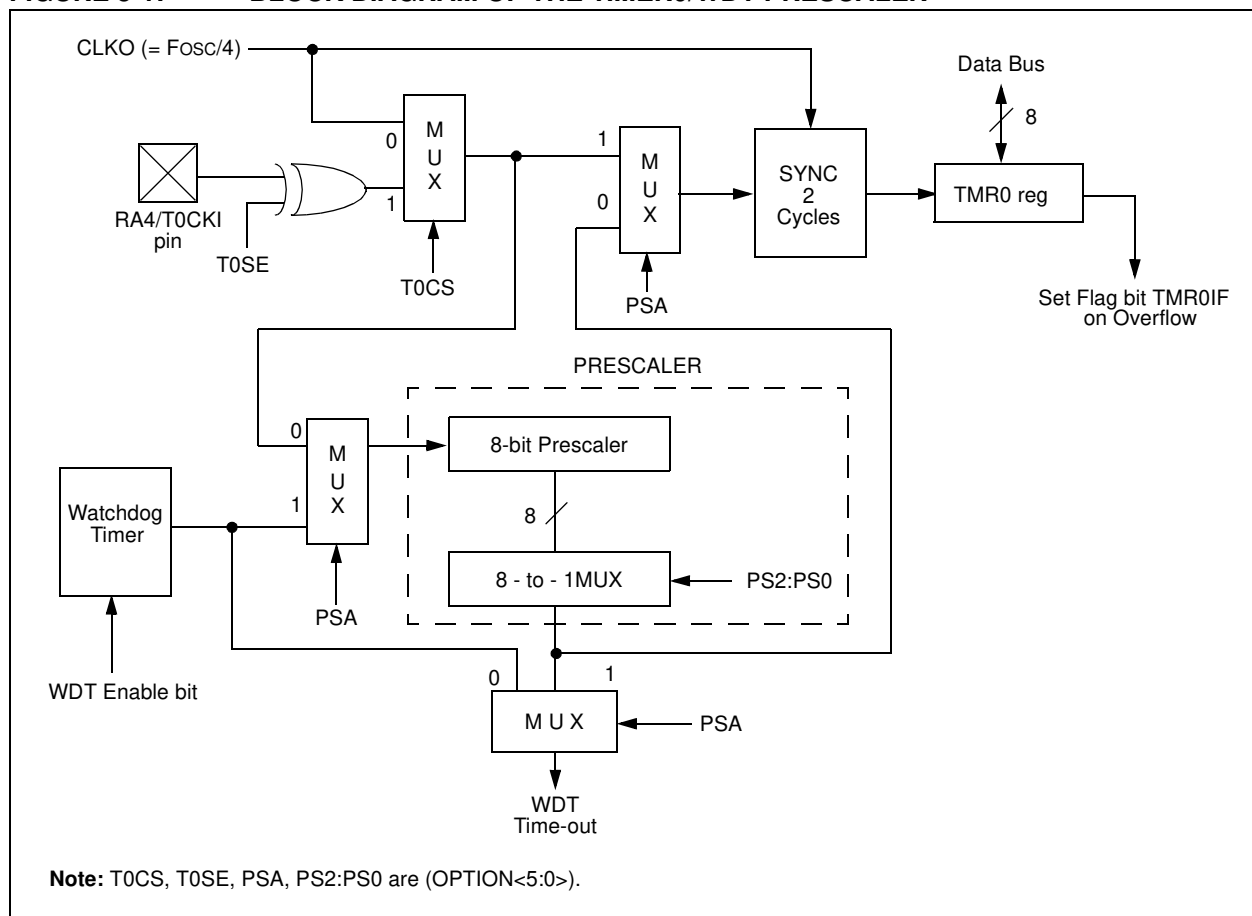 CLKO (= FOSC/4)
Data Bus
8
M
U
X
0
1
RA4/T0CKI
pin
T0SE
T0CS
1
0
M
U
X
PSA
SYNC
2
Cycles
TMR0 reg
Set Flag bit TMR0IF
on Overflow
PRESCALER
0
1
M
U
X
8-bit Prescaler
Watchdog
Timer
8
8 - to - 1MUX
PS2:PS0
PSA
WDT Enable bit
0
1
M U X
PSA
WDT
Time-out
Note: T0CS, T0SE, PSA, PS2:PS0 are (OPTION<5:0>).